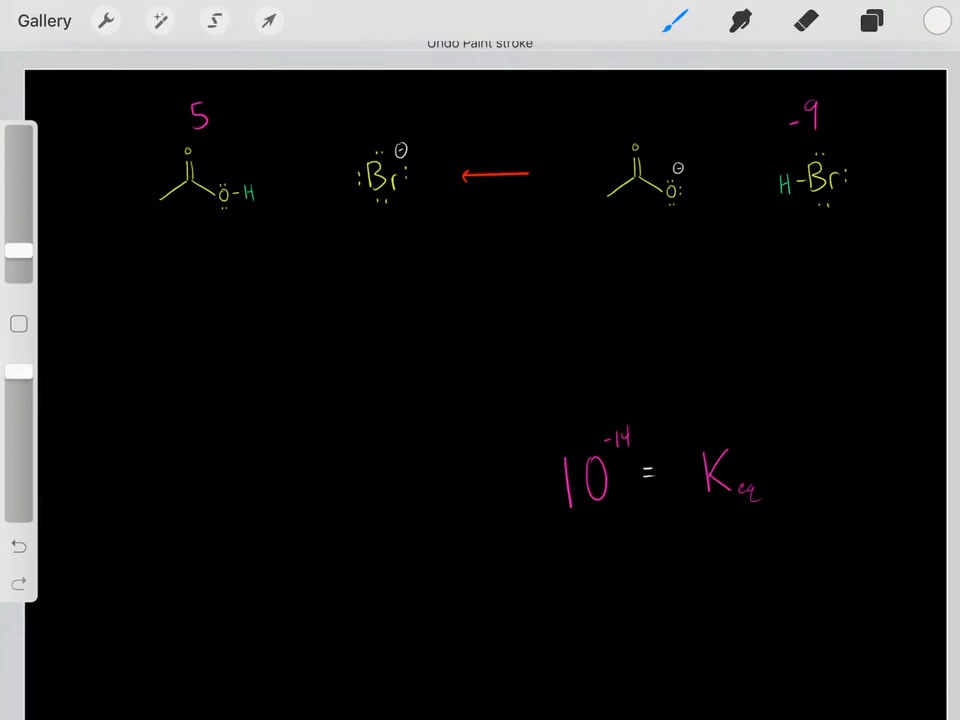 Gallery
Undo Paint stroke
5 -9
O O
:Br: ⊖ ⊖
O-H O: H-Br:
10^-14 = Keq